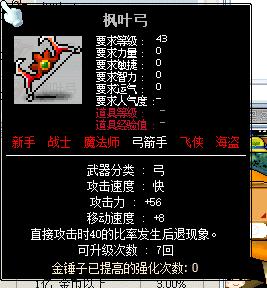 枫叶弓
要求等级： 43
要求力量： 0
要求敏捷： 0
要求智力： 0
要求运气： 0
要求人气度：-
道具等级： -
道具经验值： -
新手 战士 魔法师 弓箭手 飞侠 海盗
武器分类 : 弓
攻击速度 : 快
攻击力 : +56
移动速度 : +8
直接攻击时40的比率发生后退现象。
可升级次数 : 7回
金锤子已提高的强化次数: 0